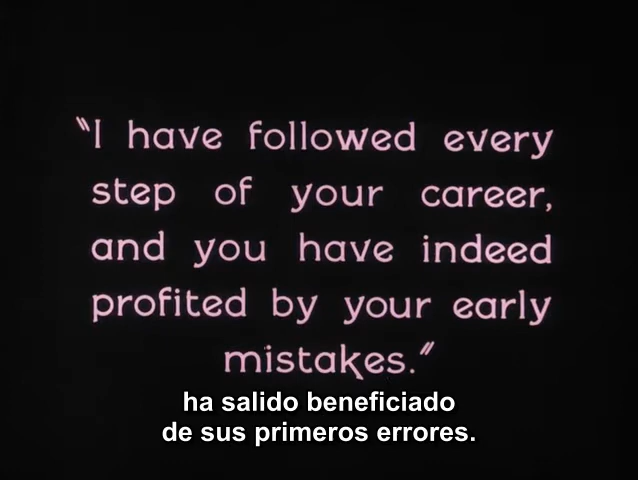 "I have followed every
step of your career,
and you have indeed
profited by your early
mistakes."
ha salido beneficiado
de sus primeros errores.